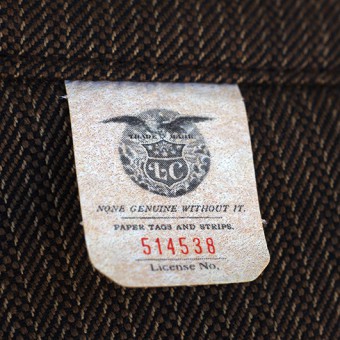 TRADE MARK.
LC
NONE GENUINE WITHOUT IT.
PAPER TAGS AND STRIPS.
514538
License No.